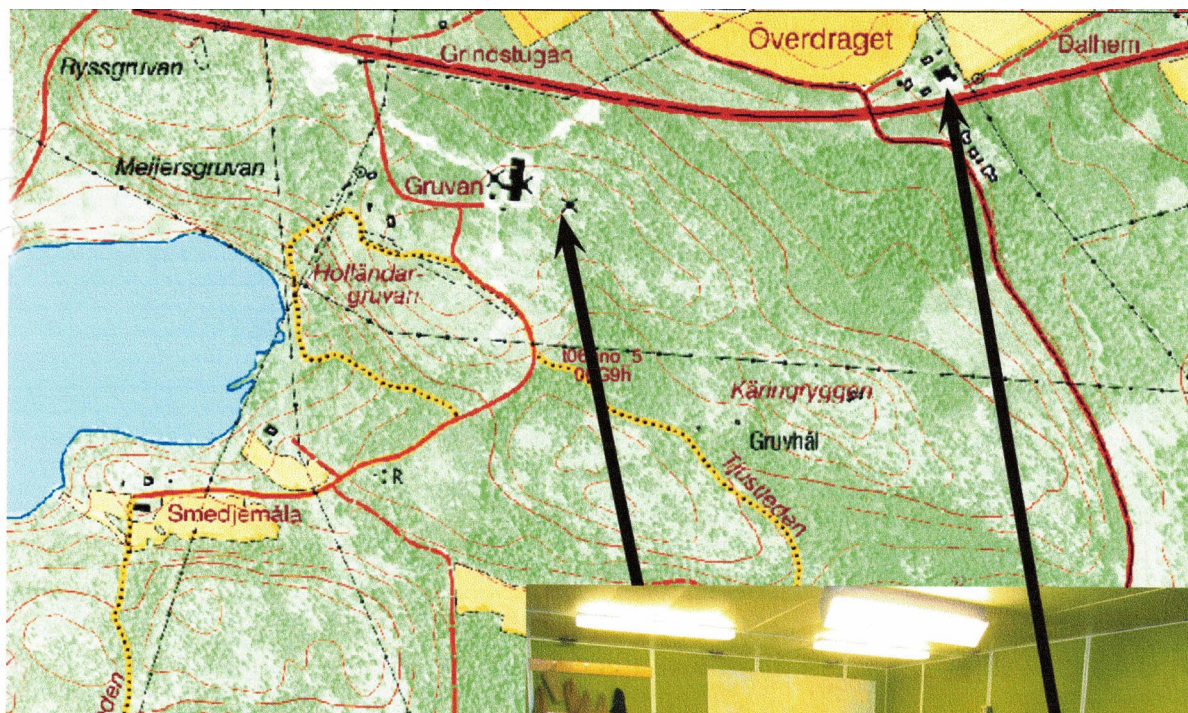 Överdraget
Dalhem
Grindstugan
Ryssgruvan
Meijersgruvan
Gruvan
Holländar-
gruvan
Käringryggen
Gruvhål
Tjustleden
R
Smedjemåla